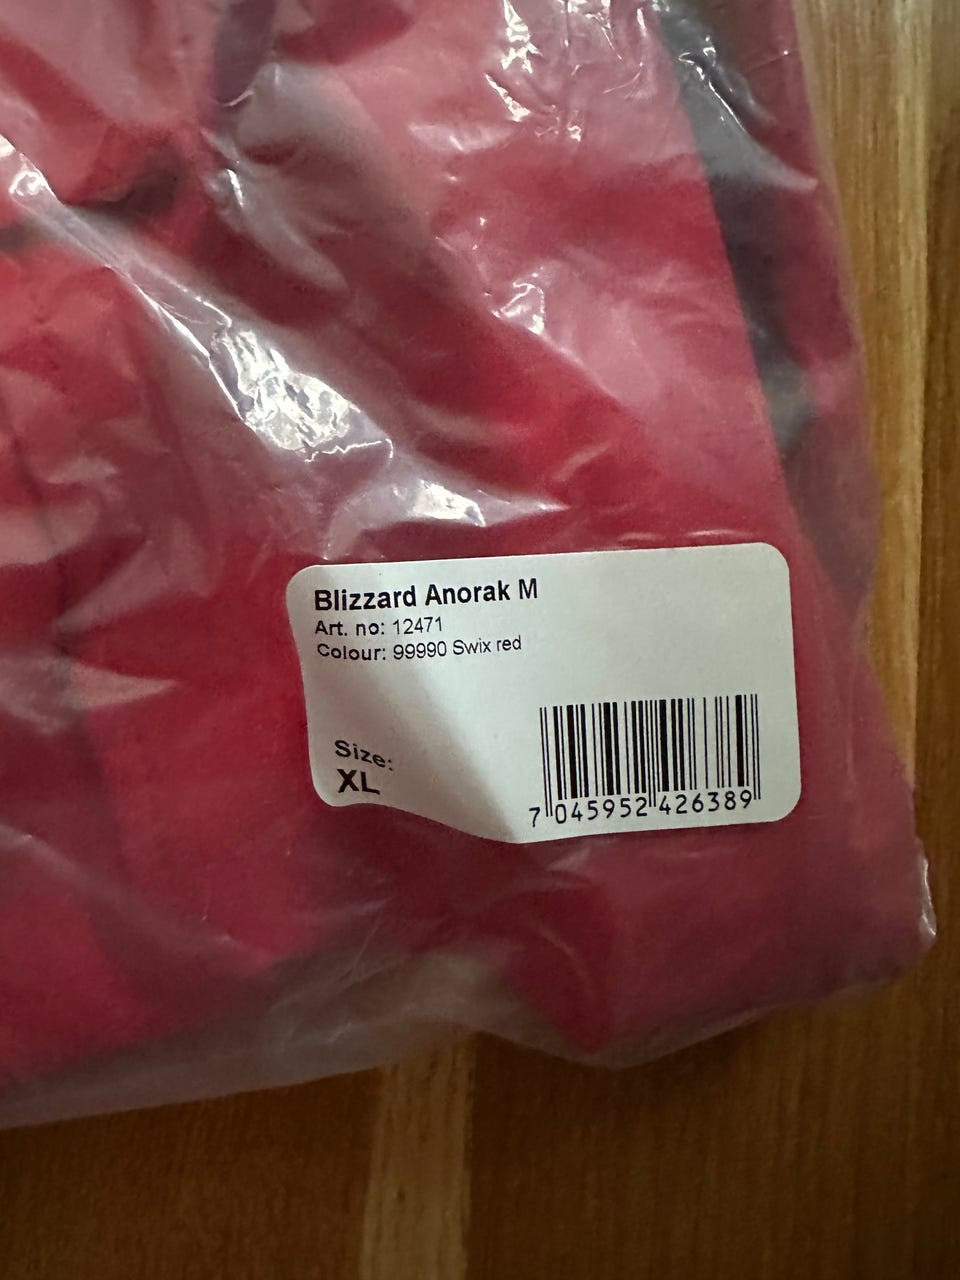 Blizzard Anorak M
Art. no: 12471
Colour: 99990 Swix red
Size:
XL
7 045952 426389